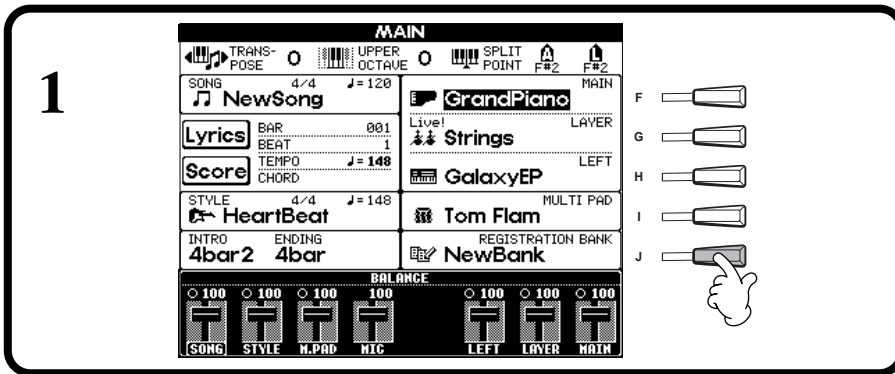 1
MAIN
TRANS-POSE 0 UPPER OCTAVE 0 SPLIT POINT A F#2 L F#2
SONG 4/4 ♩=120
NewSong
MAIN
GrandPiano
Lyrics
BAR 001
BEAT 1
Live! LAYER
Strings
Score
TEMPO ♩=148
CHORD
LEFT
GalaxyEP
STYLE 4/4 ♩=148
HeartBeat
MULTI PAD
Tom Flam
INTRO ENDING
4bar2 4bar
REGISTRATION BANK
NewBank
BALANCE
100 100 100 100 100 100 100
SONG STYLE M.PAD MIC LEFT LAYER MAIN
F
G
H
I
J